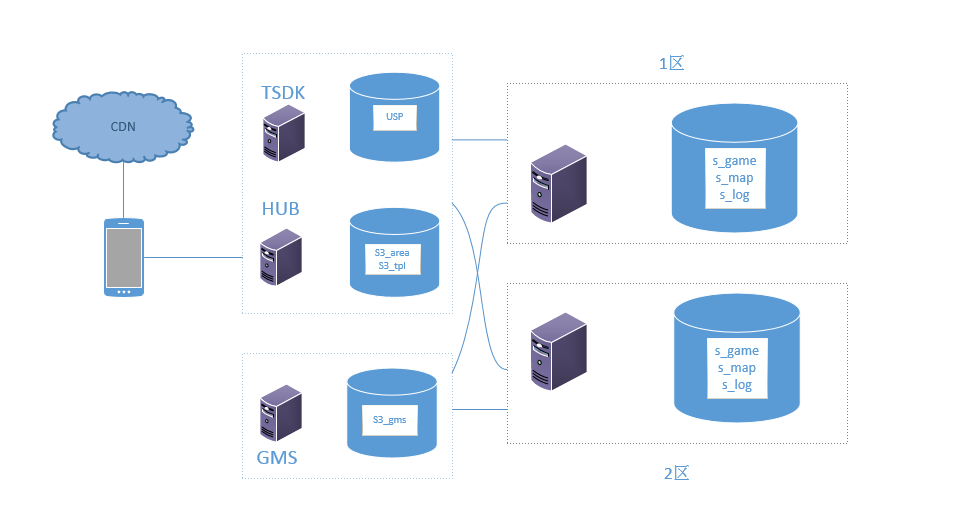 CDN
TSDK
USP
HUB
S3_area
S3_tpl
S3_gms
GMS
1区
s_game
s_map
s_log
s_game
s_map
s_log
2区